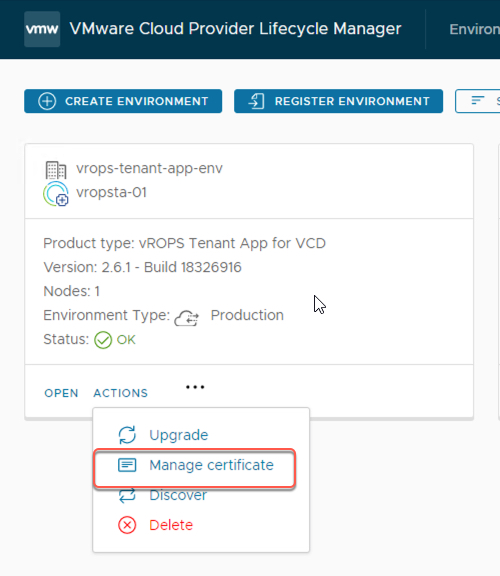 vmw VMware Cloud Provider Lifecycle Manager Environ
CREATE ENVIRONMENT REGISTER ENVIRONMENT S
vrops-tenant-app-env
vropsta-01
Product type: vROPS Tenant App for VCD
Version: 2.6.1 - Build 18326916
Nodes: 1
Environment Type: Production
Status: OK
OPEN ACTIONS ...
Upgrade
Manage certificate
Discover
Delete